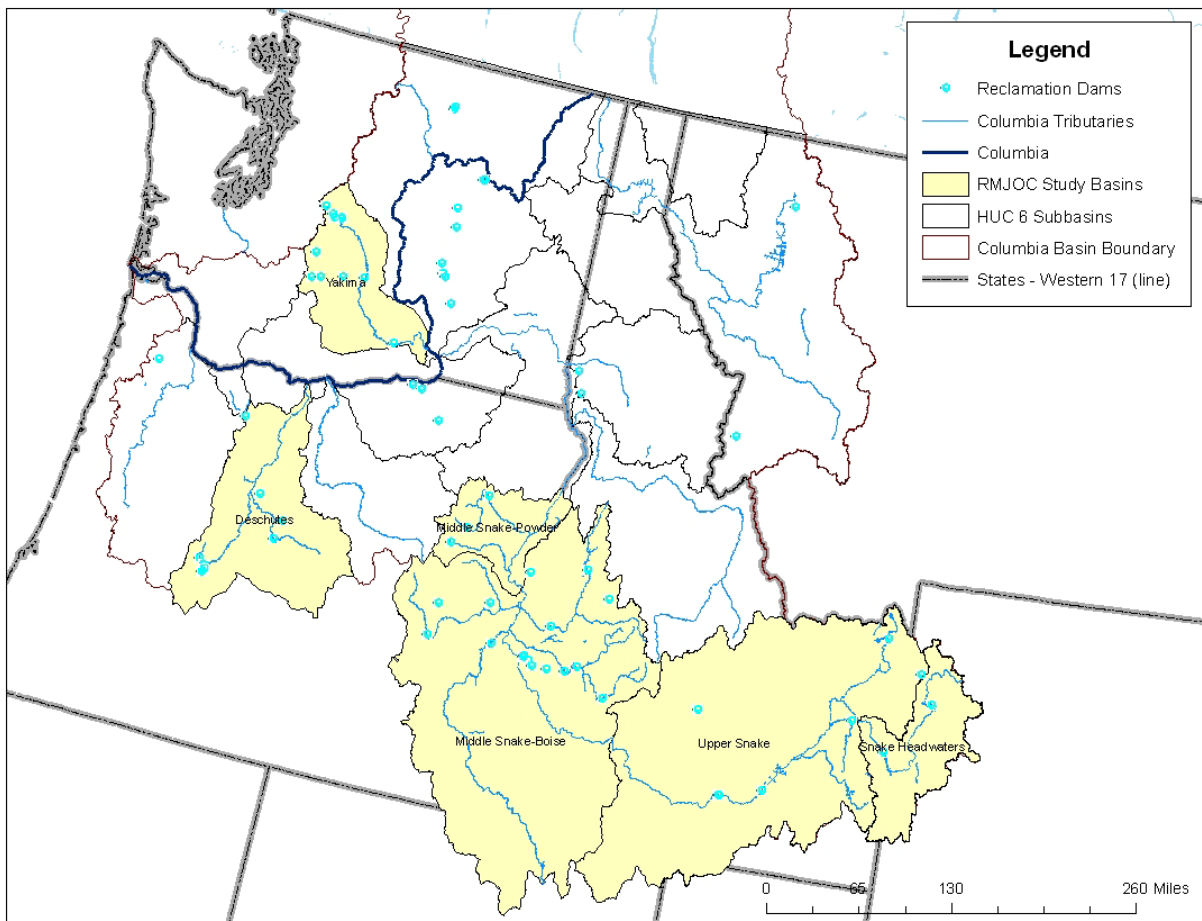 Legend
Reclamation Dams
Columbia Tributaries
Columbia
RMJOC Study Basins
HUC 6 Subbasins
Columbia Basin Boundary
States - Western 17 (line)
Yakima
Deschutes
Middle Snake-Powder
Middle Snake-Boise
Upper Snake
Snake Headwaters
0 65 130 260 Miles